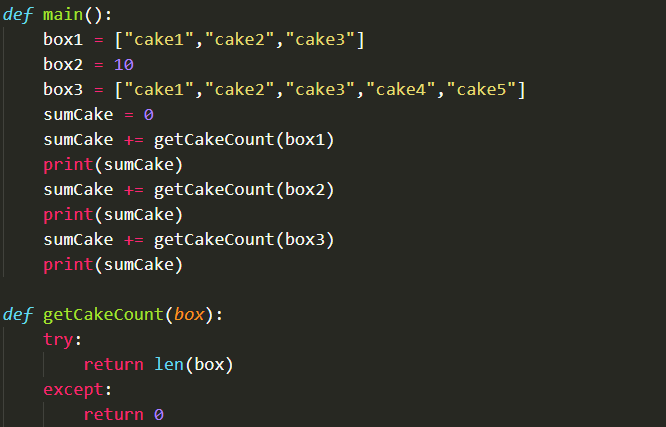 def main():
    box1 = ["cake1","cake2","cake3"]
    box2 = 10
    box3 = ["cake1","cake2","cake3","cake4","cake5"]
    sumCake = 0
    sumCake += getCakeCount(box1)
    print(sumCake)
    sumCake += getCakeCount(box2)
    print(sumCake)
    sumCake += getCakeCount(box3)
    print(sumCake)

def getCakeCount(box):
    try:
        return len(box)
    except:
        return 0